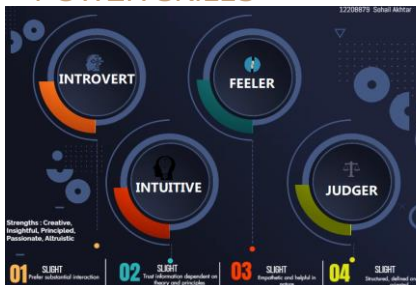 12208879 Sohail Akhtar
INTROVERT
FEELER
INTUITIVE
JUDGER
Strengths : Creative,
Insightful, Principled,
Passionate, Altruistic
01 SLIGHT
Prefer substantial interaction
02 SLIGHT
Trust information dependent on
theory and principles
03 SLIGHT
Empathetic and helpful in
04 SLIGHT
Structured, defined and